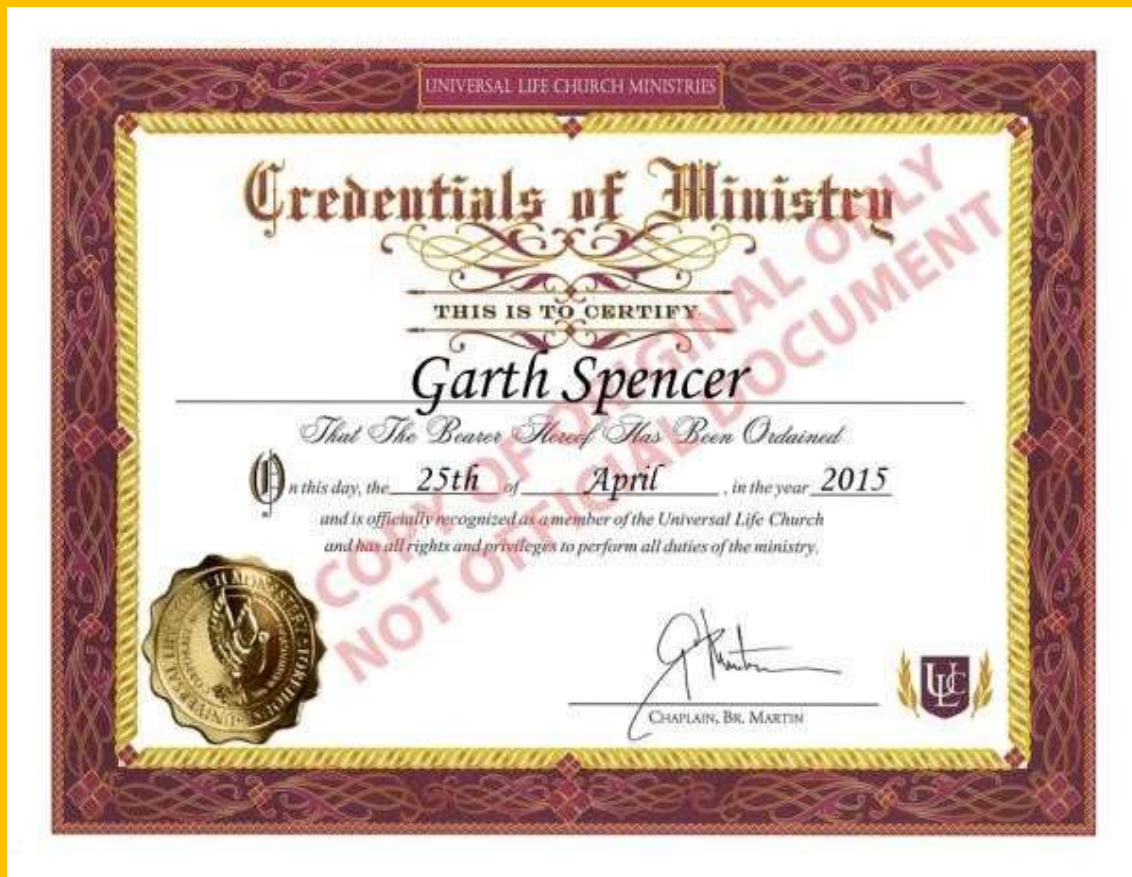 UNIVERSAL LIFE CHURCH MINISTRIES
Credentials of Ministry
THIS IS TO CERTIFY
Garth Spencer
That The Bearer Hereof Has Been Ordained
On this day, the 25th of April , in the year 2015
and is officially recognized as a member of the Universal Life Church
and has all rights and privileges to perform all duties of the ministry.
COPY OF ORIGINAL ONLY
NOT OFFICIAL DOCUMENT
CHAPLAIN, BR. MARTIN
ULC